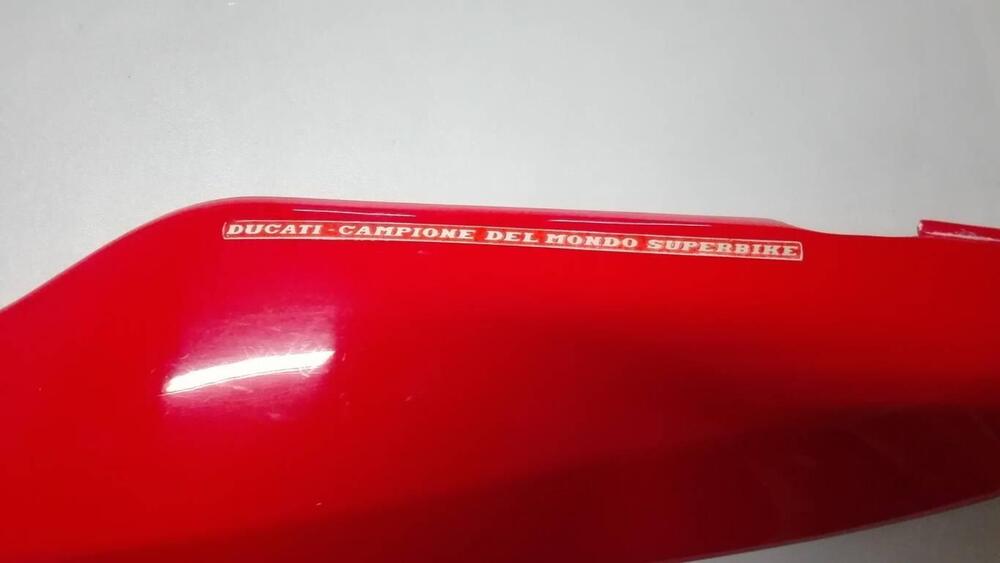 DUCATI - CAMPIONE DEL MONDO SUPERBIKE